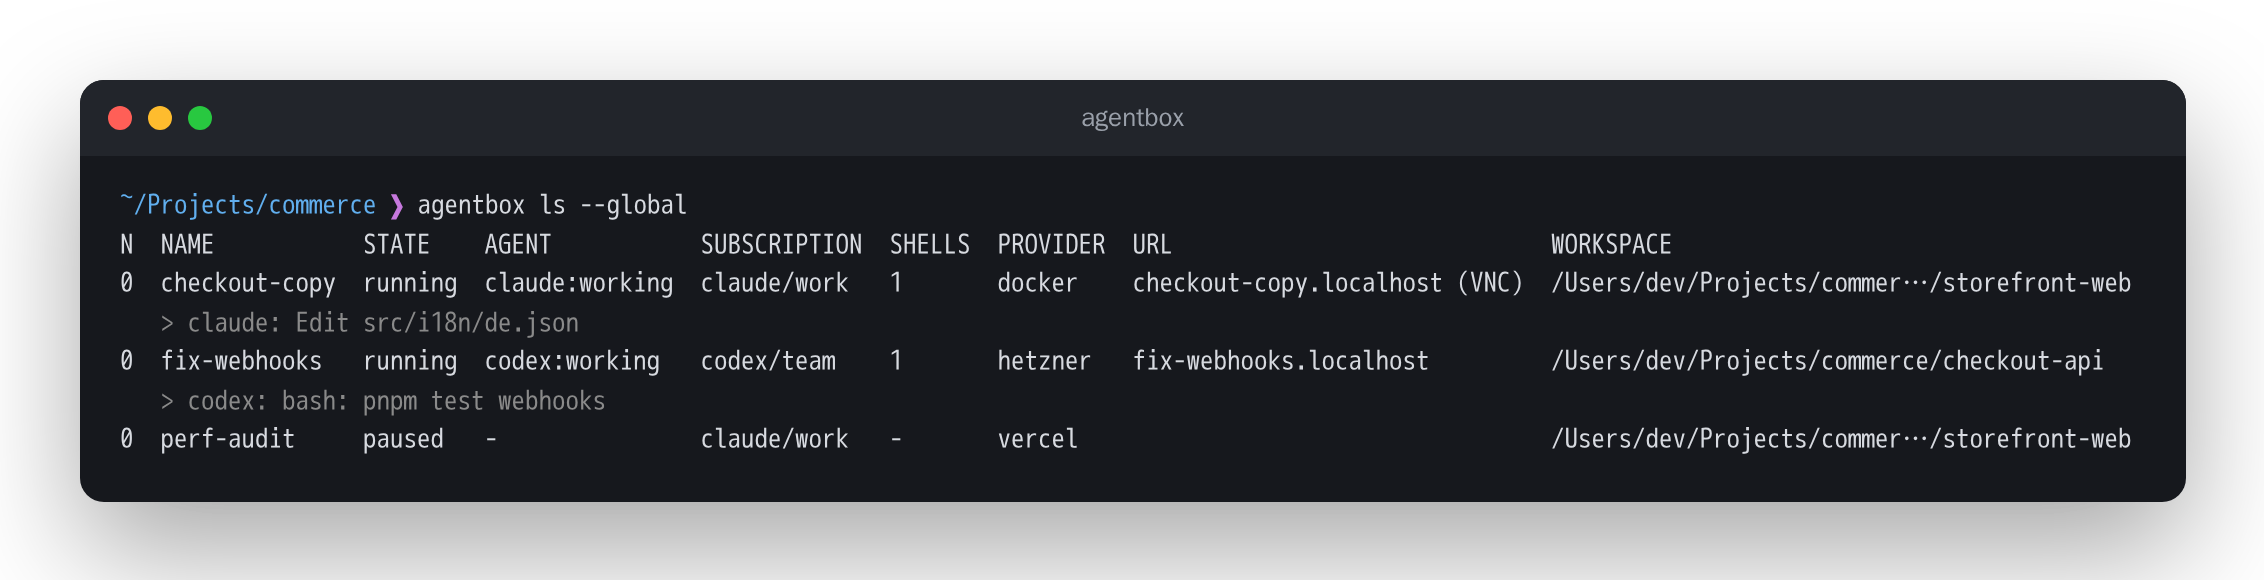 agentbox
~/Projects/commerce ❯ agentbox ls --global
N  NAME           STATE    AGENT           SUBSCRIPTION  SHELLS  PROVIDER  URL                            WORKSPACE
0  checkout-copy  running  claude:working  claude/work   1       docker    checkout-copy.localhost (VNC)  /Users/dev/Projects/commer···/storefront-web
   > claude: Edit src/i18n/de.json
0  fix-webhooks   running  codex:working   codex/team    1       hetzner   fix-webhooks.localhost         /Users/dev/Projects/commerce/checkout-api
   > codex: bash: pnpm test webhooks
0  perf-audit     paused   -               claude/work   -       vercel                                   /Users/dev/Projects/commer···/storefront-web